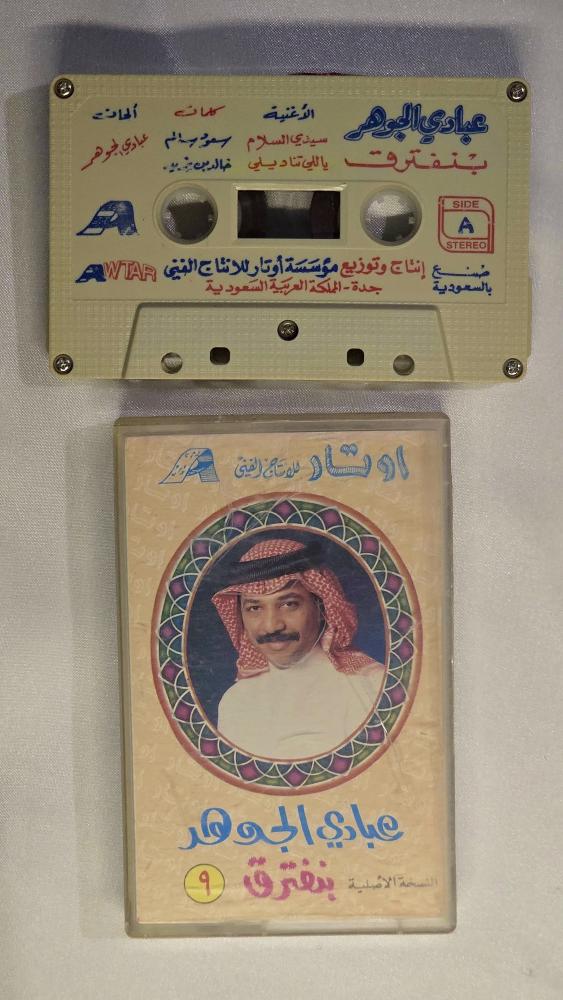 عبادي الجوهر
بنفترق
الأغنية كلمات ألحان
سيدي السلام سعود سالم عبادي الجوهر
ياللي تناديلي خالد بن
SIDE
A
STEREO
صنع
بالسعودية
إنتاج وتوزيع مؤسسة أوتار للانتاج الفني
جدة - المملكة العربية السعودية
AWTAR
اوتار للانتاج الفني
عبادي الجوهر
النسخة الأصلية بنفترق ٩